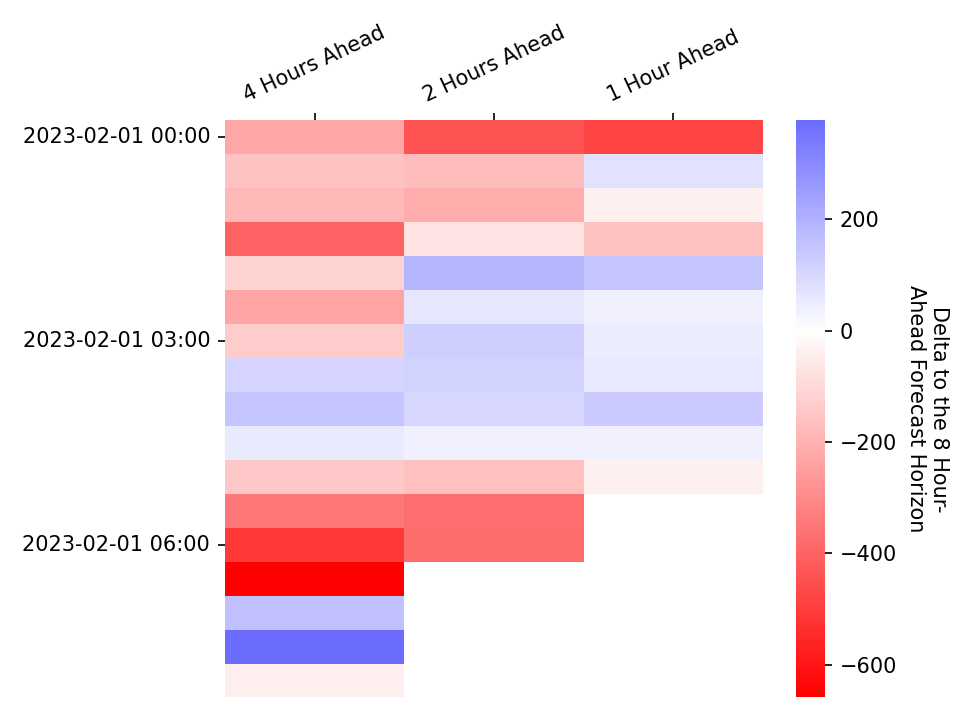 4 Hours Ahead
2 Hours Ahead
1 Hour Ahead
2023-02-01 00:00
2023-02-01 03:00
2023-02-01 06:00
200
0
−200
−400
−600
Delta to the 8 Hour-
Ahead Forecast Horizon